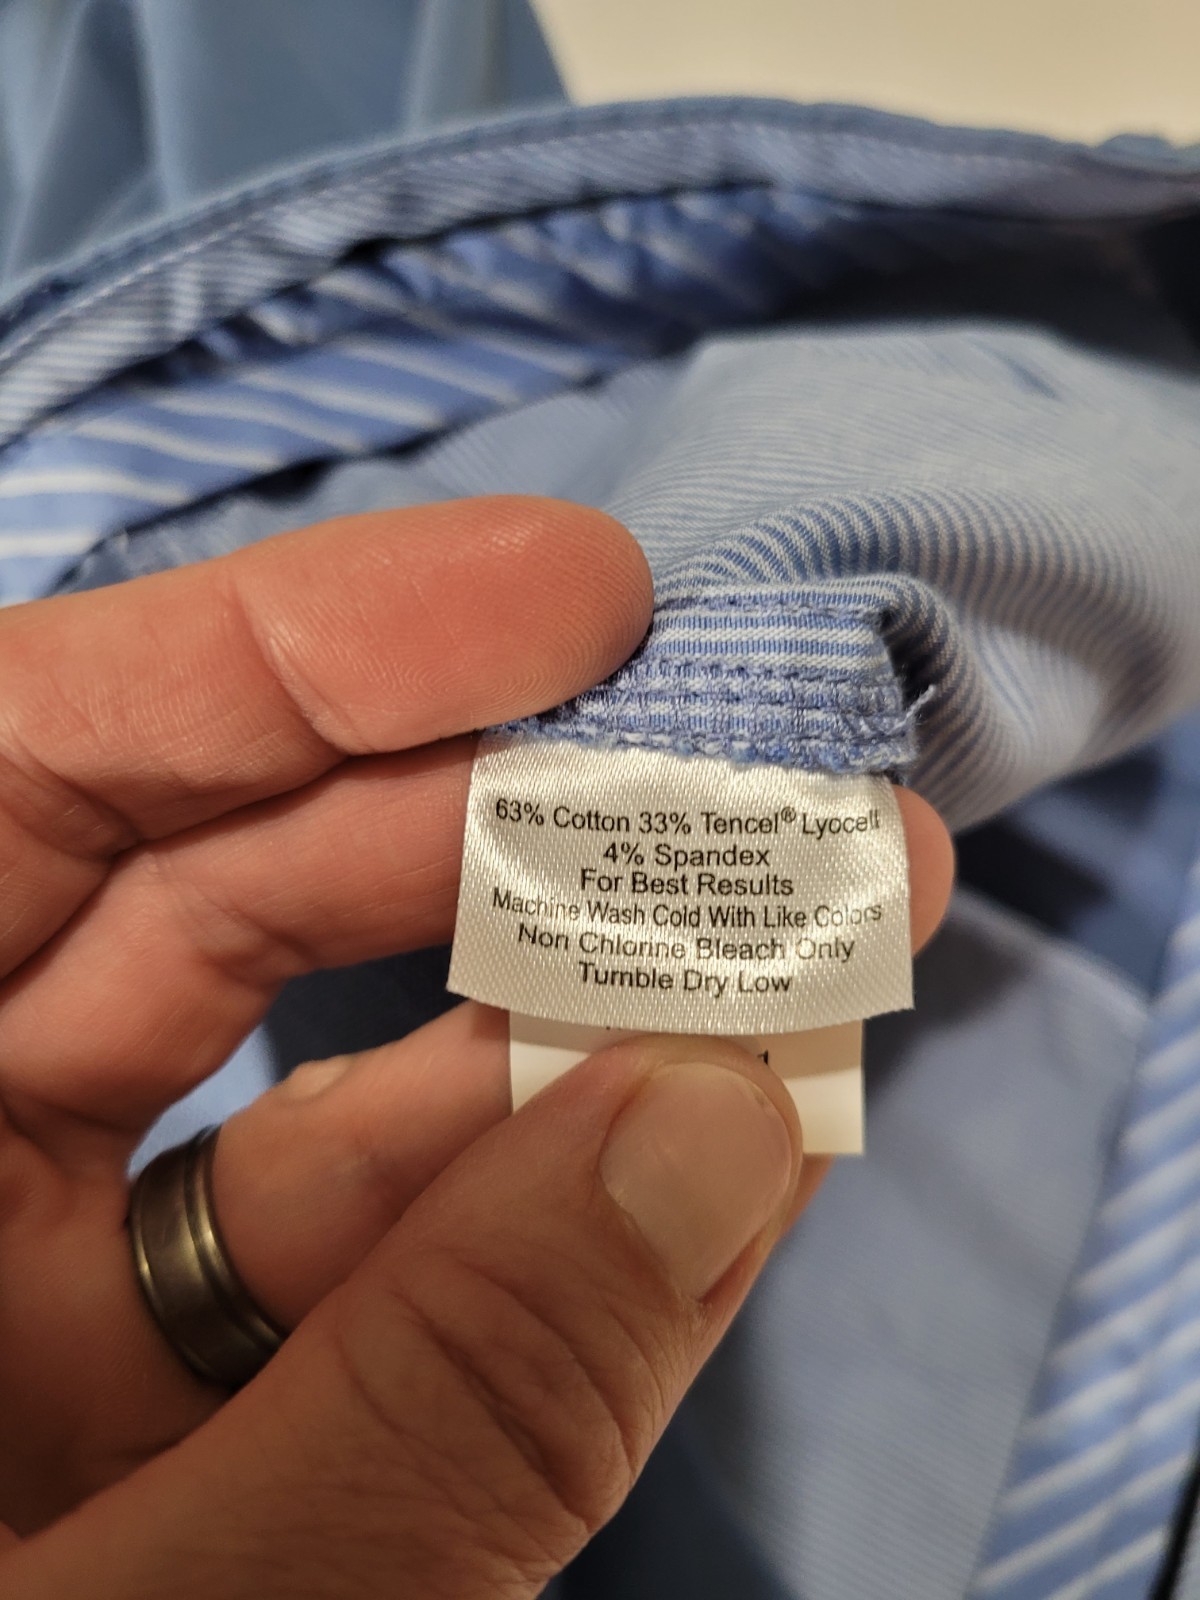 63% Cotton 33% Tencel® Lyocell
4% Spandex
For Best Results
Machine Wash Cold With Like Colors
Non Chlorine Bleach Only
Tumble Dry Low
1